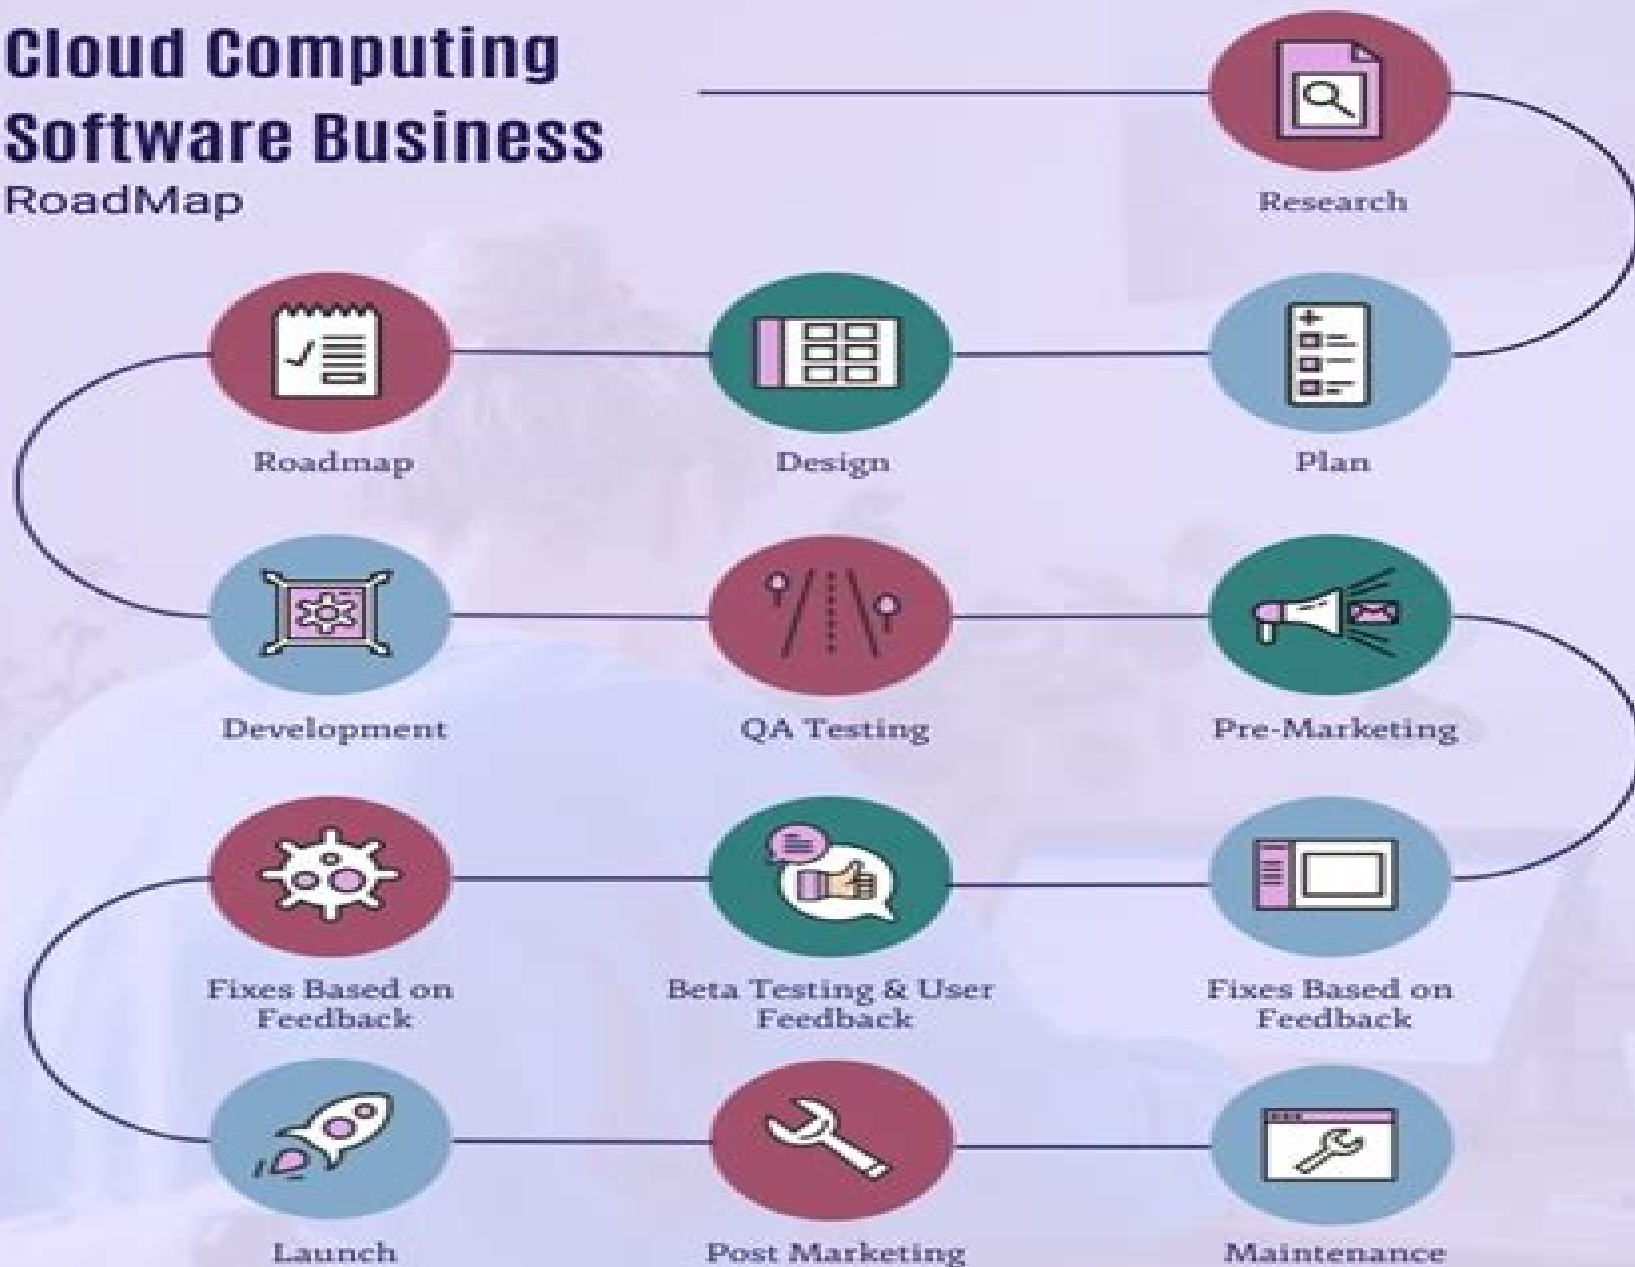 Cloud Computing
Software Business
RoadMap
Research
Roadmap
Design
Plan
Development
QA Testing
Pre-Marketing
Fixes Based on
Feedback
Beta Testing & User
Feedback
Fixes Based on
Feedback
Launch
Post Marketing
Maintenance